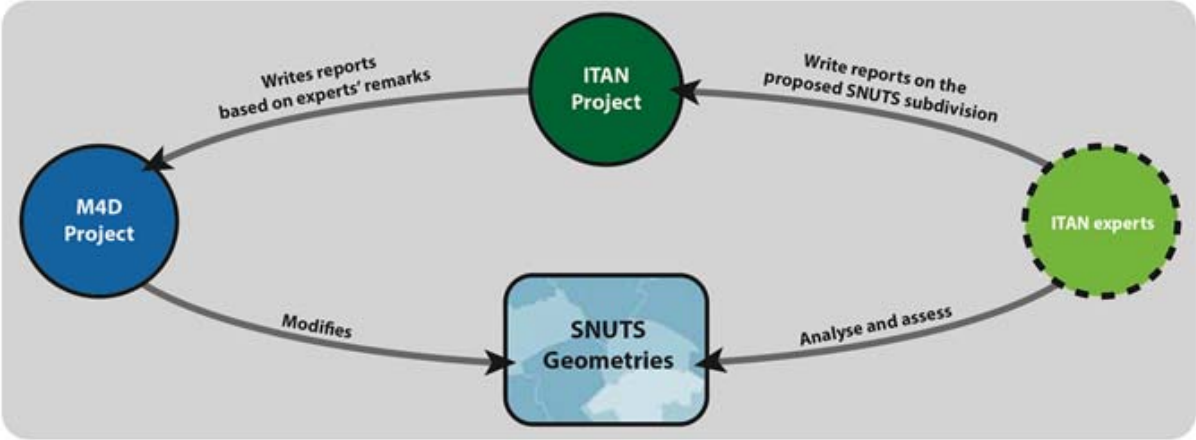 Writes reports
based on experts' remarks
ITAN
Project
Write reports on the
proposed SNUTS subdivision
M4D
Project
ITAN experts
Modifies
SNUTS
Geometries
Analyse and assess